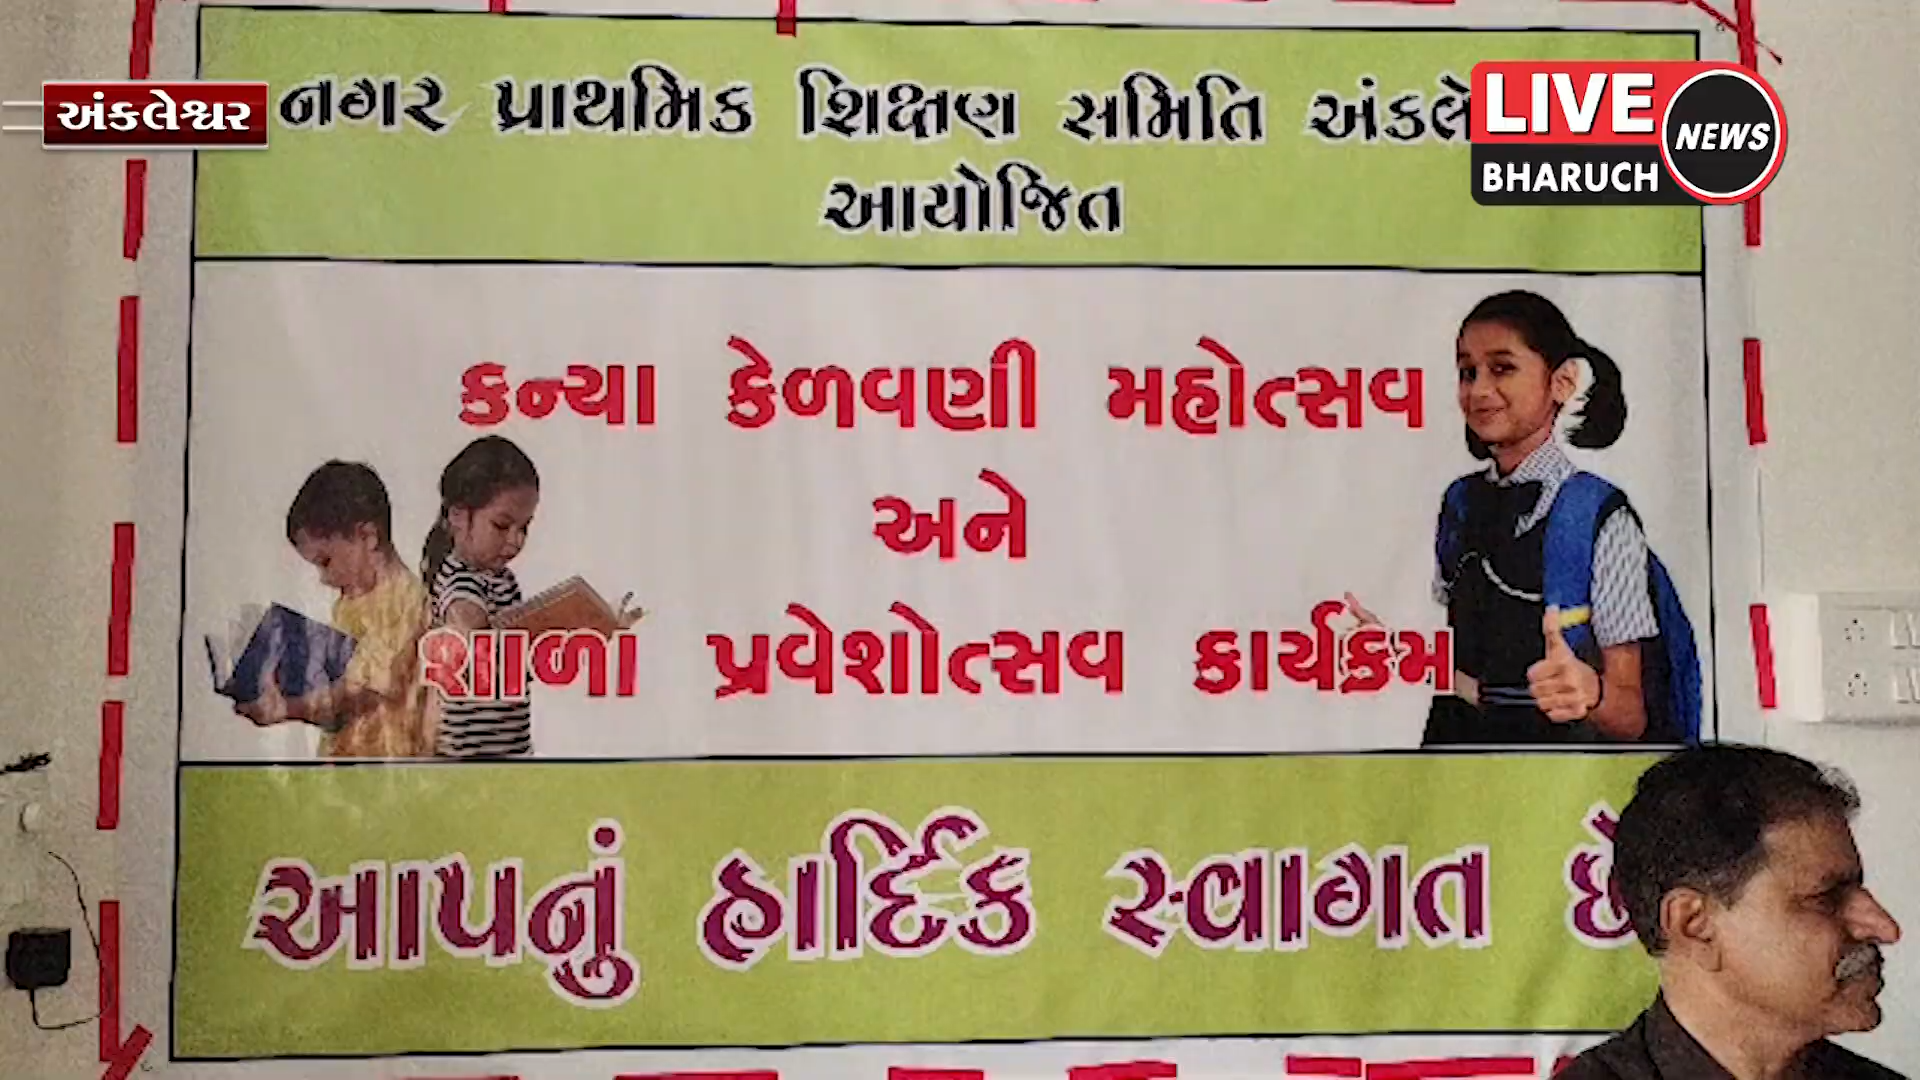 અંકલેશ્વર
LIVE
BHARUCH
NEWS
નગર પ્રાથમિક શિક્ષણ સમિતિ
આયોજિત
કન્યા કેળવણી મહોત્સવ
અને
શાળા પ્રવેશોત્સવ કાર્યક્રમ
આપનું હાર્દિક સ્વાગત છે